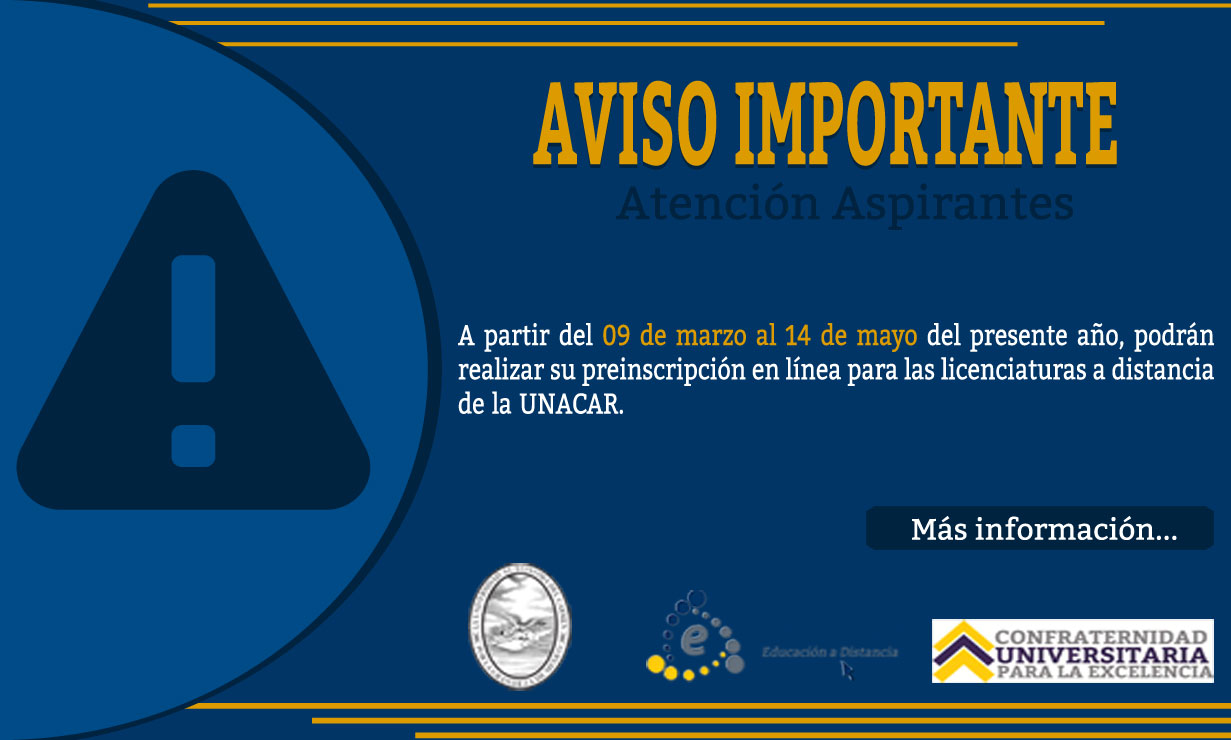 AVISO IMPORTANTE
Atención Aspirantes
A partir del 09 de marzo al 14 de mayo del presente año, podrán
realizar su preinscripción en línea para las licenciaturas a distancia
de la UNACAR.
Más información...
e
Educación a Distancia
CONFRATERNIDAD
UNIVERSITARIA
PARA LA EXCELENCIA